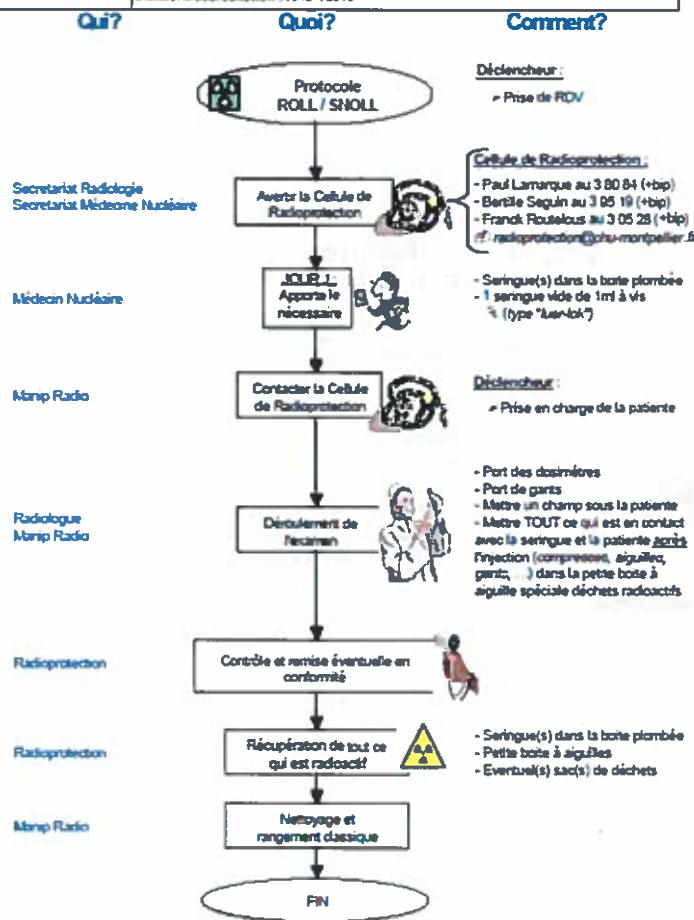 Qui?
Quoi?
Comment?
Protocole
ROLL / SNOLL
Déclencheur :
Prise de RDV
Secretariat Radiologie
Secretariat Médecine Nucléaire
Avertir la Cellule de
Radioprotection
Cellule de Radioprotection :
- Paul Lamarque au 3 80 84 (+bip)
- Bertille Seguin au 3 95 19 (+bip)
- Franck Routelous au 3 05 28 (+bip)
radioprotection@chu-montpellier.fr
Médecin Nucléaire
JOUR 1 :
Apporte le
nécessaire
- Seringue(s) dans la boite plombée
- 1 seringue vide de 1ml à vis
(type "luer-lok")
Manip Radio
Contacter la Cellule
de Radioprotection
Déclencheur :
Prise en charge de la patiente
Radiologue
Manip Radio
Déroulement de
l'examen
- Port des dosimètres
- Port de gants
- Mettre un champ sous la patiente
- Mettre TOUT ce qui est en contact
avec la seringue et la patiente après
l'injection (compresses, aiguilles,
gants, ...) dans la petite boite à
aiguille spéciale déchets radioactifs
Radioprotection
Contrôle et remise éventuelle en
conformité
Radioprotection
Récupération de tout ce
qui est radioactif
- Seringue(s) dans la boite plombée
- Petite boite à aiguilles
- Eventuel(s) sac(s) de déchets
Manip Radio
Nettoyage et
rangement classique
FIN